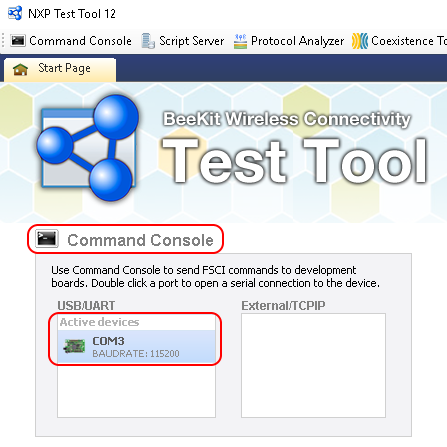 NXP Test Tool 12
Command Console Script Server Protocol Analyzer Coexistence To
Start Page
BeeKit Wireless Connectivity
Test Tool
Command Console
Use Command Console to send FSCI commands to development
boards. Double click a port to open a serial connection to the device.
USB/UART External/TCPIP
Active devices
COM3
BAUDRATE: 115200